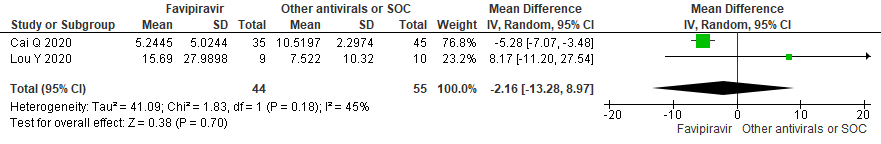 Favipiravir Other antivirals or SOC Mean Difference Mean Difference
Study or Subgroup Mean SD Total Mean SD Total Weight IV, Random, 95% CI IV, Random, 95% CI
Cai Q 2020 5.2445 5.0244 35 10.5197 2.2974 45 76.8% -5.28 [-7.07, -3.48]
Lou Y 2020 15.69 27.9898 9 7.522 10.32 10 23.2% 8.17 [-11.20, 27.54]
Total (95% CI) 44 55 100.0% -2.16 [-13.28, 8.97]
Heterogeneity: Tau² = 41.09; Chi² = 1.83, df = 1 (P = 0.18); I² = 45%
Test for overall effect: Z = 0.38 (P = 0.70)
-20 -10 0 10 20
Favipiravir Other antivirals or SOC